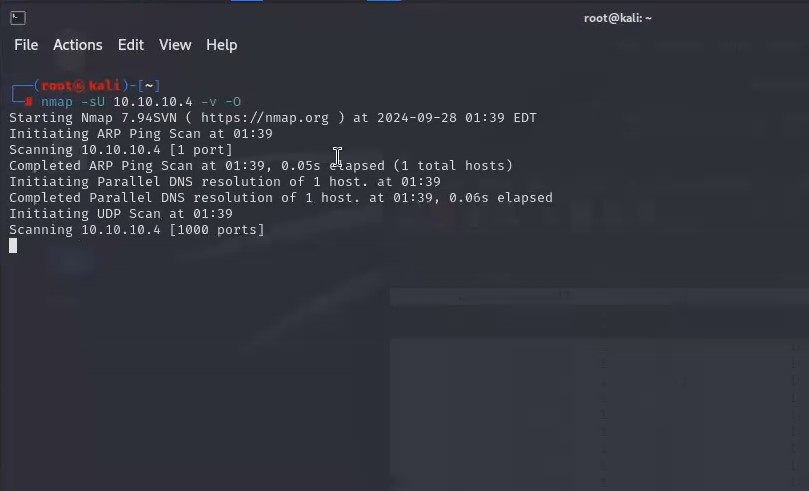 root@kali: ~
File Actions Edit View Help
┌──(root㉿kali)-[~]
└─# nmap -sU 10.10.10.4 -v -O
Starting Nmap 7.94SVN ( https://nmap.org ) at 2024-09-28 01:39 EDT
Initiating ARP Ping Scan at 01:39
Scanning 10.10.10.4 [1 port]
Completed ARP Ping Scan at 01:39, 0.05s elapsed (1 total hosts)
Initiating Parallel DNS resolution of 1 host. at 01:39
Completed Parallel DNS resolution of 1 host. at 01:39, 0.06s elapsed
Initiating UDP Scan at 01:39
Scanning 10.10.10.4 [1000 ports]